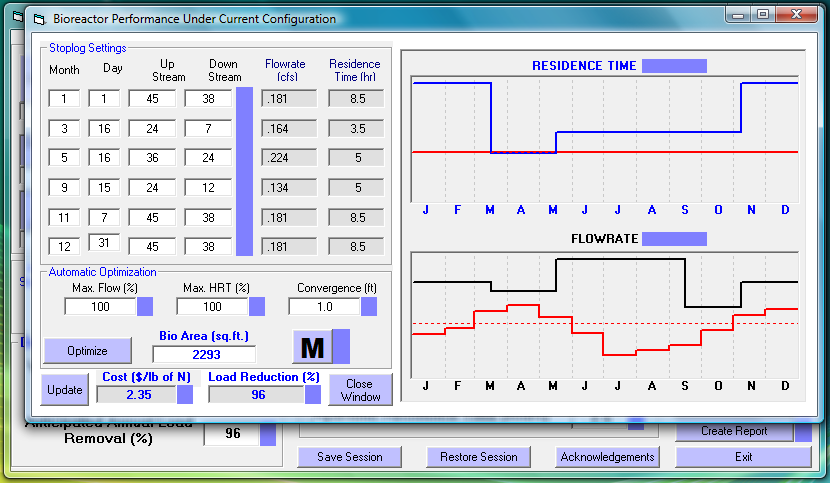 Bioreactor Performance Under Current Configuration
Stoplog Settings
Month Day Up Stream Down Stream Flowrate (cfs) Residence Time (hr)
1 1 45 38 .181 8.5
3 16 24 7 .164 3.5
5 16 36 24 .224 5
9 15 24 12 .134 5
11 7 45 38 .181 8.5
12 31 45 38 .181 8.5
Automatic Optimization
Max. Flow (%) Max. HRT (%) Convergence (ft)
100 100 1.0
Optimize
Bio Area (sq.ft.)
2293
M
Update
Cost ($/lb of N) Load Reduction (%)
2.35 96
Close Window
RESIDENCE TIME
J F M A M J J A S O N D
FLOWRATE
J F M A M J J A S O N D
Anticipated Annual Load
Removal (%)
96
Create Report
Save Session Restore Session Acknowledgements Exit